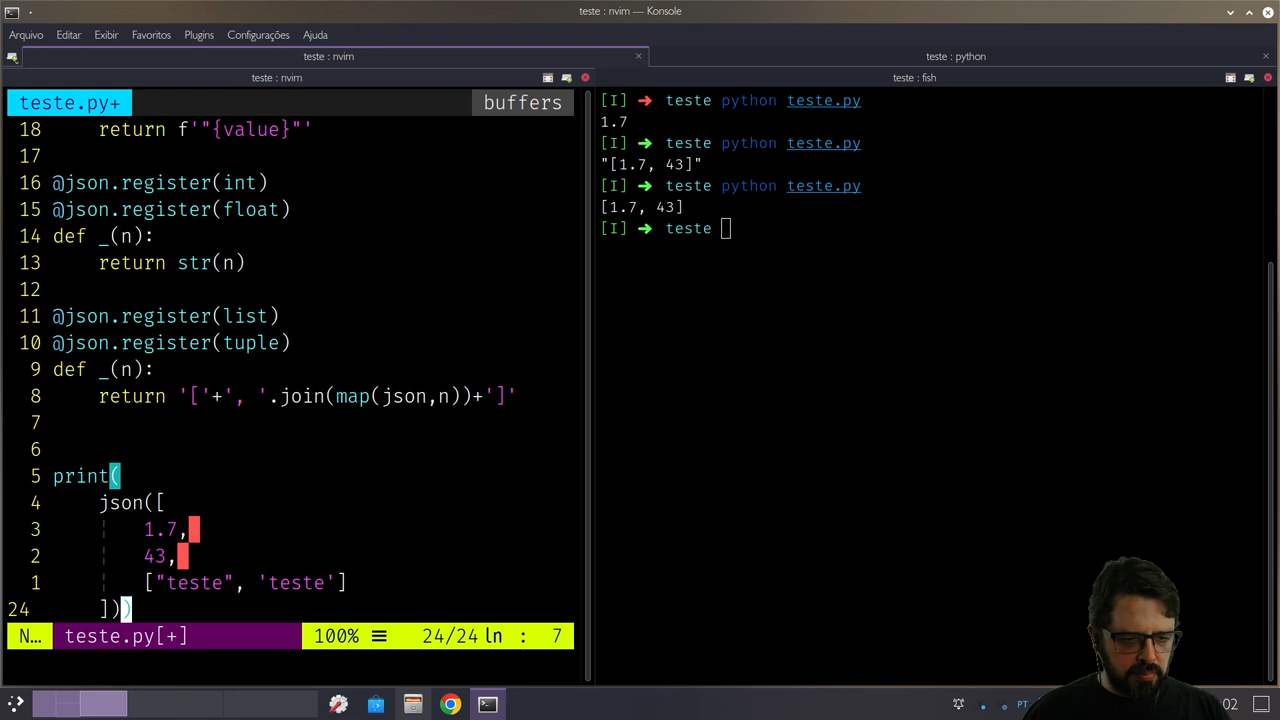 teste : nvim — Konsole
Arquivo Editar Exibir Favoritos Plugins Configurações Ajuda
teste : nvim
teste : python
teste : nvim
teste : fish
teste.py+ buffers
18 return f'"{value}"'
17
16 @json.register(int)
15 @json.register(float)
14 def _(n):
13 return str(n)
12
11 @json.register(list)
10 @json.register(tuple)
9 def _(n):
8 return '['+', '.join(map(json,n))+']'
7
6
5 print(
4 json([
3 1.7,
2 43,
1 ["teste", 'teste']
24 ]))
N… teste.py[+] 100% ☰ 24/24 ln : 7
[I] ➜ teste python teste.py
1.7
[I] ➜ teste python teste.py
"[1.7, 43]"
[I] ➜ teste python teste.py
[1.7, 43]
[I] ➜ teste
PT
02